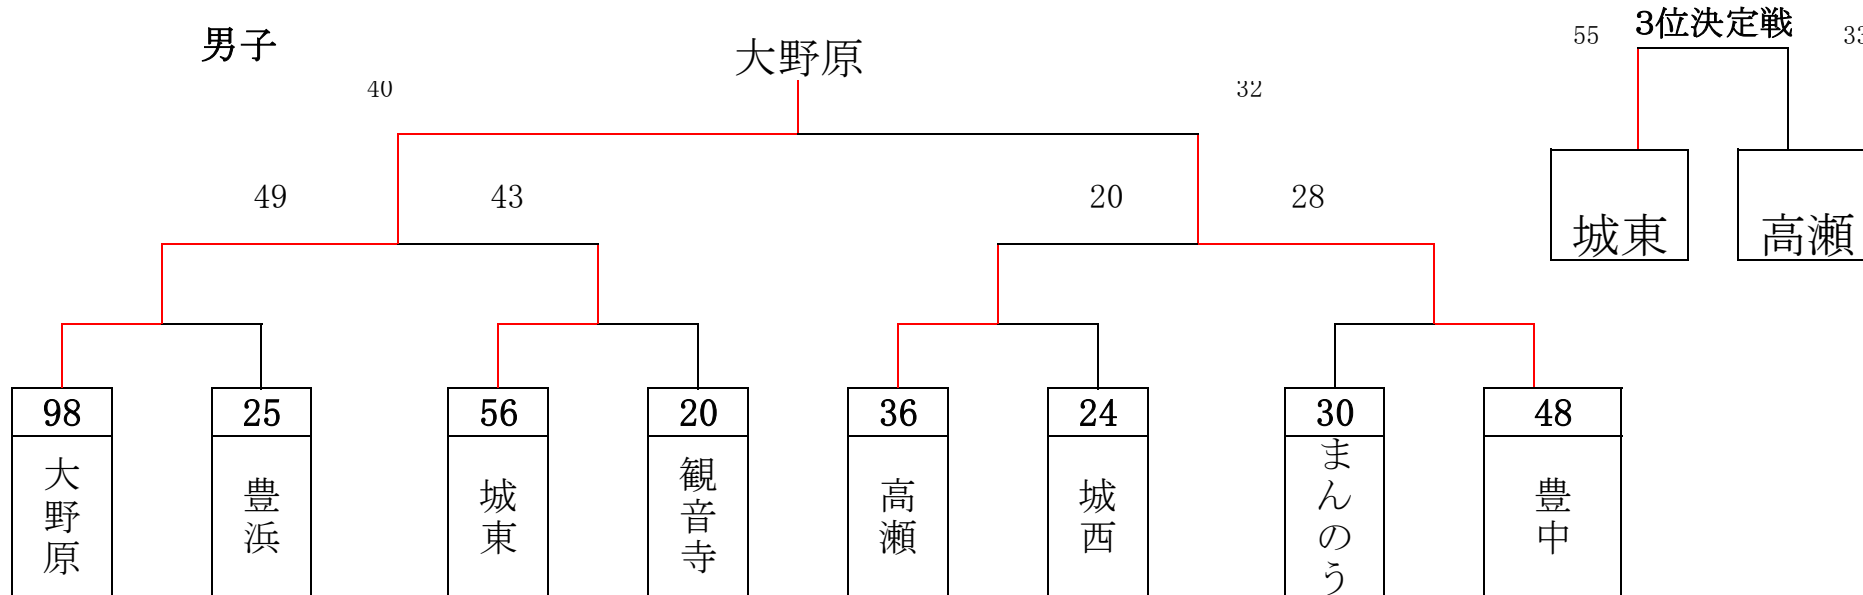 男子
大野原
55
3位決定戦
33
40
32
49
43
20
28
城東
高瀬
98
25
56
20
36
24
30
48
大野原
豊浜
城東
観音寺
高瀬
城西
まんのう
豊中